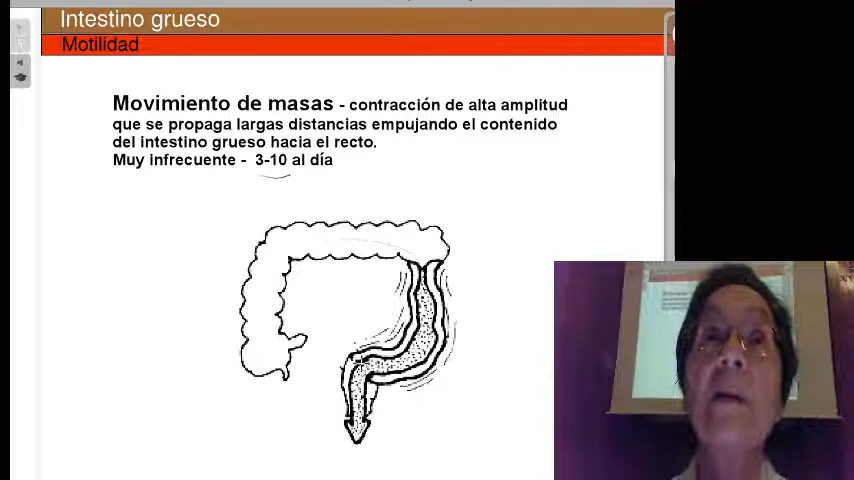 Intestino grueso
Motilidad
Movimiento de masas - contracción de alta amplitud
que se propaga largas distancias empujando el contenido
del intestino grueso hacia el recto.
Muy infrecuente - 3-10 al día